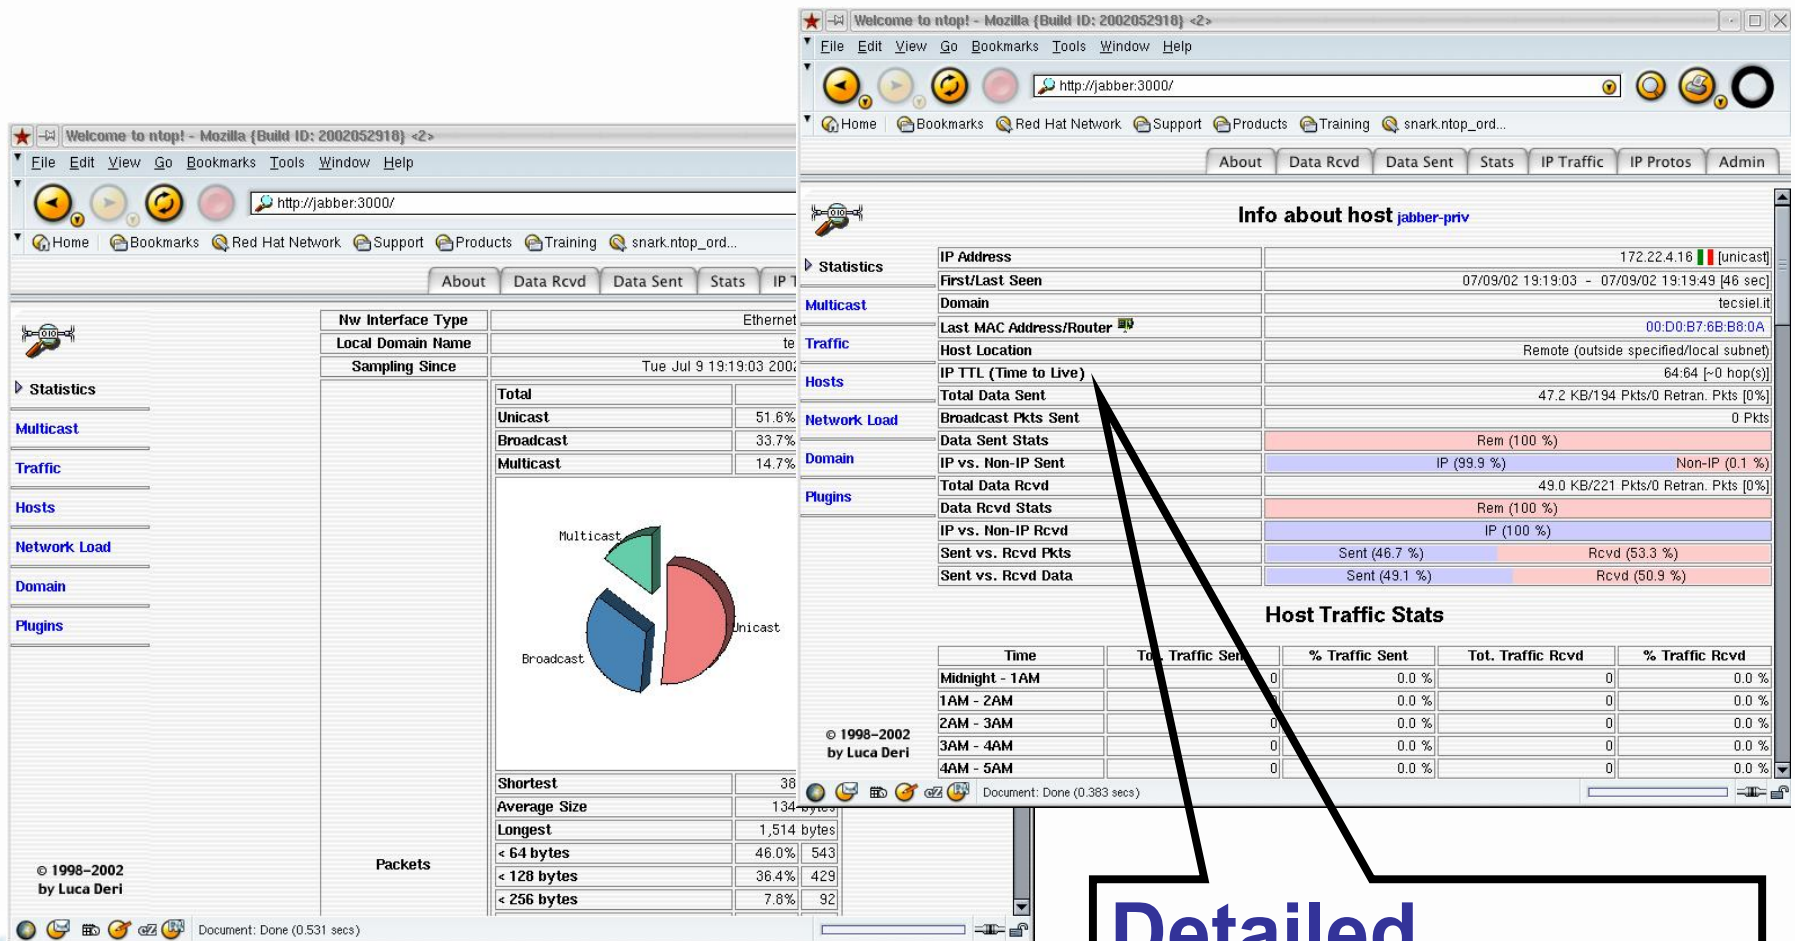 Welcome to ntop! - Mozilla {Build ID: 2002052918} <2>
File Edit View Go Bookmarks Tools Window Help
http://jabber:3000/
Home Bookmarks Red Hat Network Support Products Training snark.ntop_ord...
About Data Rcvd Data Sent Stats IP T
Statistics
Multicast
Traffic
Hosts
Network Load
Domain
Plugins
© 1998-2002
by Luca Deri
Nw Interface Type Ethernet
Local Domain Name te
Sampling Since Tue Jul 9 19:19:03 2002
Packets
Total
Unicast 51.6%
Broadcast 33.7%
Multicast 14.7%
Multicast
Unicast
Broadcast
Shortest 38
Average Size 134 bytes
Longest 1,514 bytes
< 64 bytes 46.0% 543
< 128 bytes 36.4% 429
< 256 bytes 7.8% 92
Document: Done (0.531 secs)
Welcome to ntop! - Mozilla {Build ID: 2002052918} <2>
File Edit View Go Bookmarks Tools Window Help
http://jabber:3000/
Home Bookmarks Red Hat Network Support Products Training snark.ntop_ord...
About Data Rcvd Data Sent Stats IP Traffic IP Protos Admin
Statistics
Multicast
Traffic
Hosts
Network Load
Domain
Plugins
© 1998-2002
by Luca Deri
Info about host jabber-priv
IP Address 172.22.4.16 [unicast]
First/Last Seen 07/09/02 19:19:03 - 07/09/02 19:19:49 [46 sec]
Domain tecsiel.it
Last MAC Address/Router 00:D0:B7:6B:B8:0A
Host Location Remote (outside specified/local subnet)
IP TTL (Time to Live) 64:64 [~0 hop(s)]
Total Data Sent 47.2 KB/194 Pkts/0 Retran. Pkts [0%]
Broadcast Pkts Sent 0 Pkts
Data Sent Stats Rem (100 %)
IP vs. Non-IP Sent IP (99.9 %) Non-IP (0.1 %)
Total Data Rcvd 49.0 KB/221 Pkts/0 Retran. Pkts [0%]
Data Rcvd Stats Rem (100 %)
IP vs. Non-IP Rcvd IP (100 %)
Sent vs. Rcvd Pkts Sent (46.7 %) Rcvd (53.3 %)
Sent vs. Rcvd Data Sent (49.1 %) Rcvd (50.9 %)
Host Traffic Stats
Time Tot. Traffic Sent % Traffic Sent Tot. Traffic Rcvd % Traffic Rcvd
Midnight - 1AM 0 0.0 % 0 0.0 %
1AM - 2AM 0 0.0 % 0 0.0 %
2AM - 3AM 0 0.0 % 0 0.0 %
3AM - 4AM 0 0.0 % 0 0.0 %
4AM - 5AM 0 0.0 % 0 0.0 %
Document: Done (0.383 secs)
Detailed